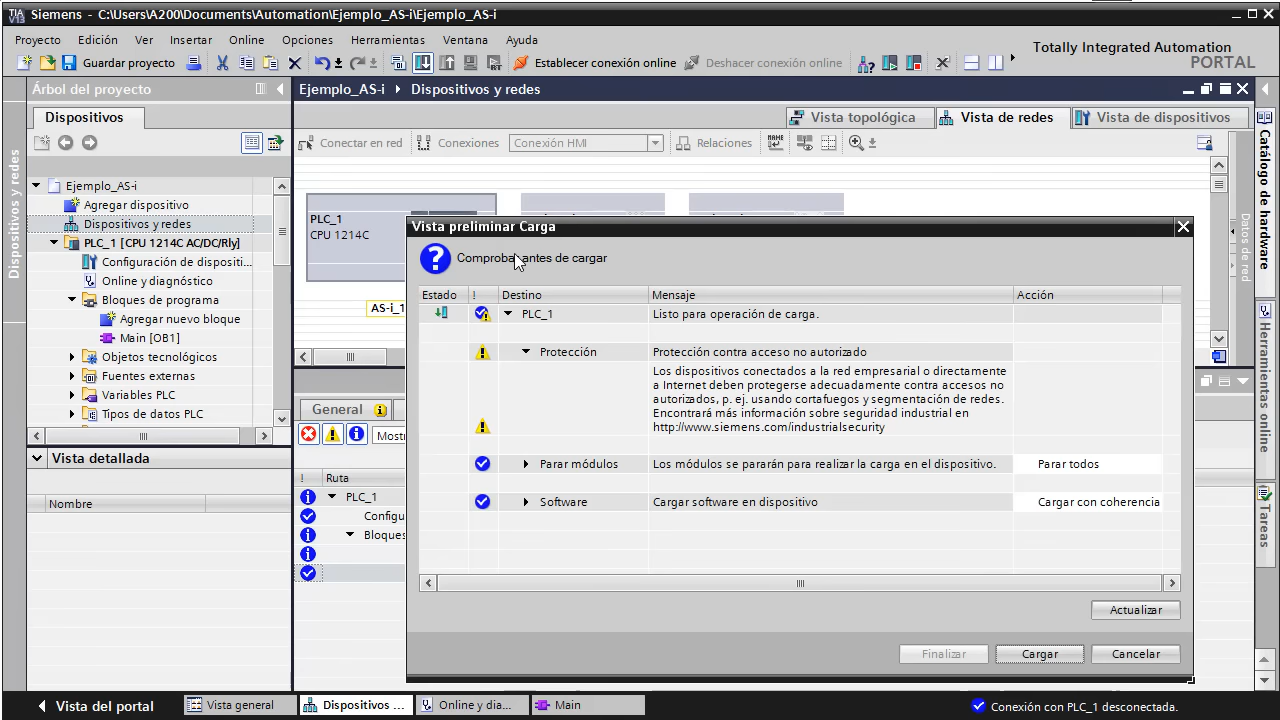 Siemens - C:\Users\A200\Documents\Automation\Ejemplo_AS-i\Ejemplo_AS-i
Proyecto Edición Ver Insertar Online Opciones Herramientas Ventana Ayuda
Totally Integrated Automation
PORTAL
Guardar proyecto
Establecer conexión online
Deshacer conexión online
Árbol del proyecto
Ejemplo_AS-i
Dispositivos y redes
Dispositivos
Vista topológica
Vista de redes
Vista de dispositivos
Conectar en red
Conexiones
Conexión HMI
Relaciones
Dispositivos y redes
Ejemplo_AS-i
Agregar dispositivo
Dispositivos y redes
PLC_1 [CPU 1214C AC/DC/Rly]
Configuración de dispositi...
Online y diagnóstico
Bloques de programa
Agregar nuevo bloque
Main [OB1]
Objetos tecnológicos
Fuentes externas
Variables PLC
Tipos de datos PLC
Vista detallada
Nombre
PLC_1
CPU 1214C
AS-i_1
General
Mostr
! Ruta
PLC_1
Configu
Bloques
Vista preliminar Carga
antes de cargar
Estado ! Destino Mensaje Acción
PLC_1 Listo para operación de carga.
Protección Protección contra acceso no autorizado
Los dispositivos conectados a la red empresarial o directamente
a Internet deben protegerse adecuadamente contra accesos no
autorizados, p. ej. usando cortafuegos y segmentación de redes.
Encontrará más información sobre seguridad industrial en
http://www.siemens.com/industrialsecurity
Parar módulos Los módulos se pararán para realizar la carga en el dispositivo. Parar todos
Software Cargar software en dispositivo Cargar con coherencia
Actualizar
Finalizar Cargar Cancelar
Datos de red
Catálogo de hardware
Herramientas online
Tareas
Vista del portal
Vista general
Dispositivos ...
Online y dia...
Main
Conexión con PLC_1 desconectada.